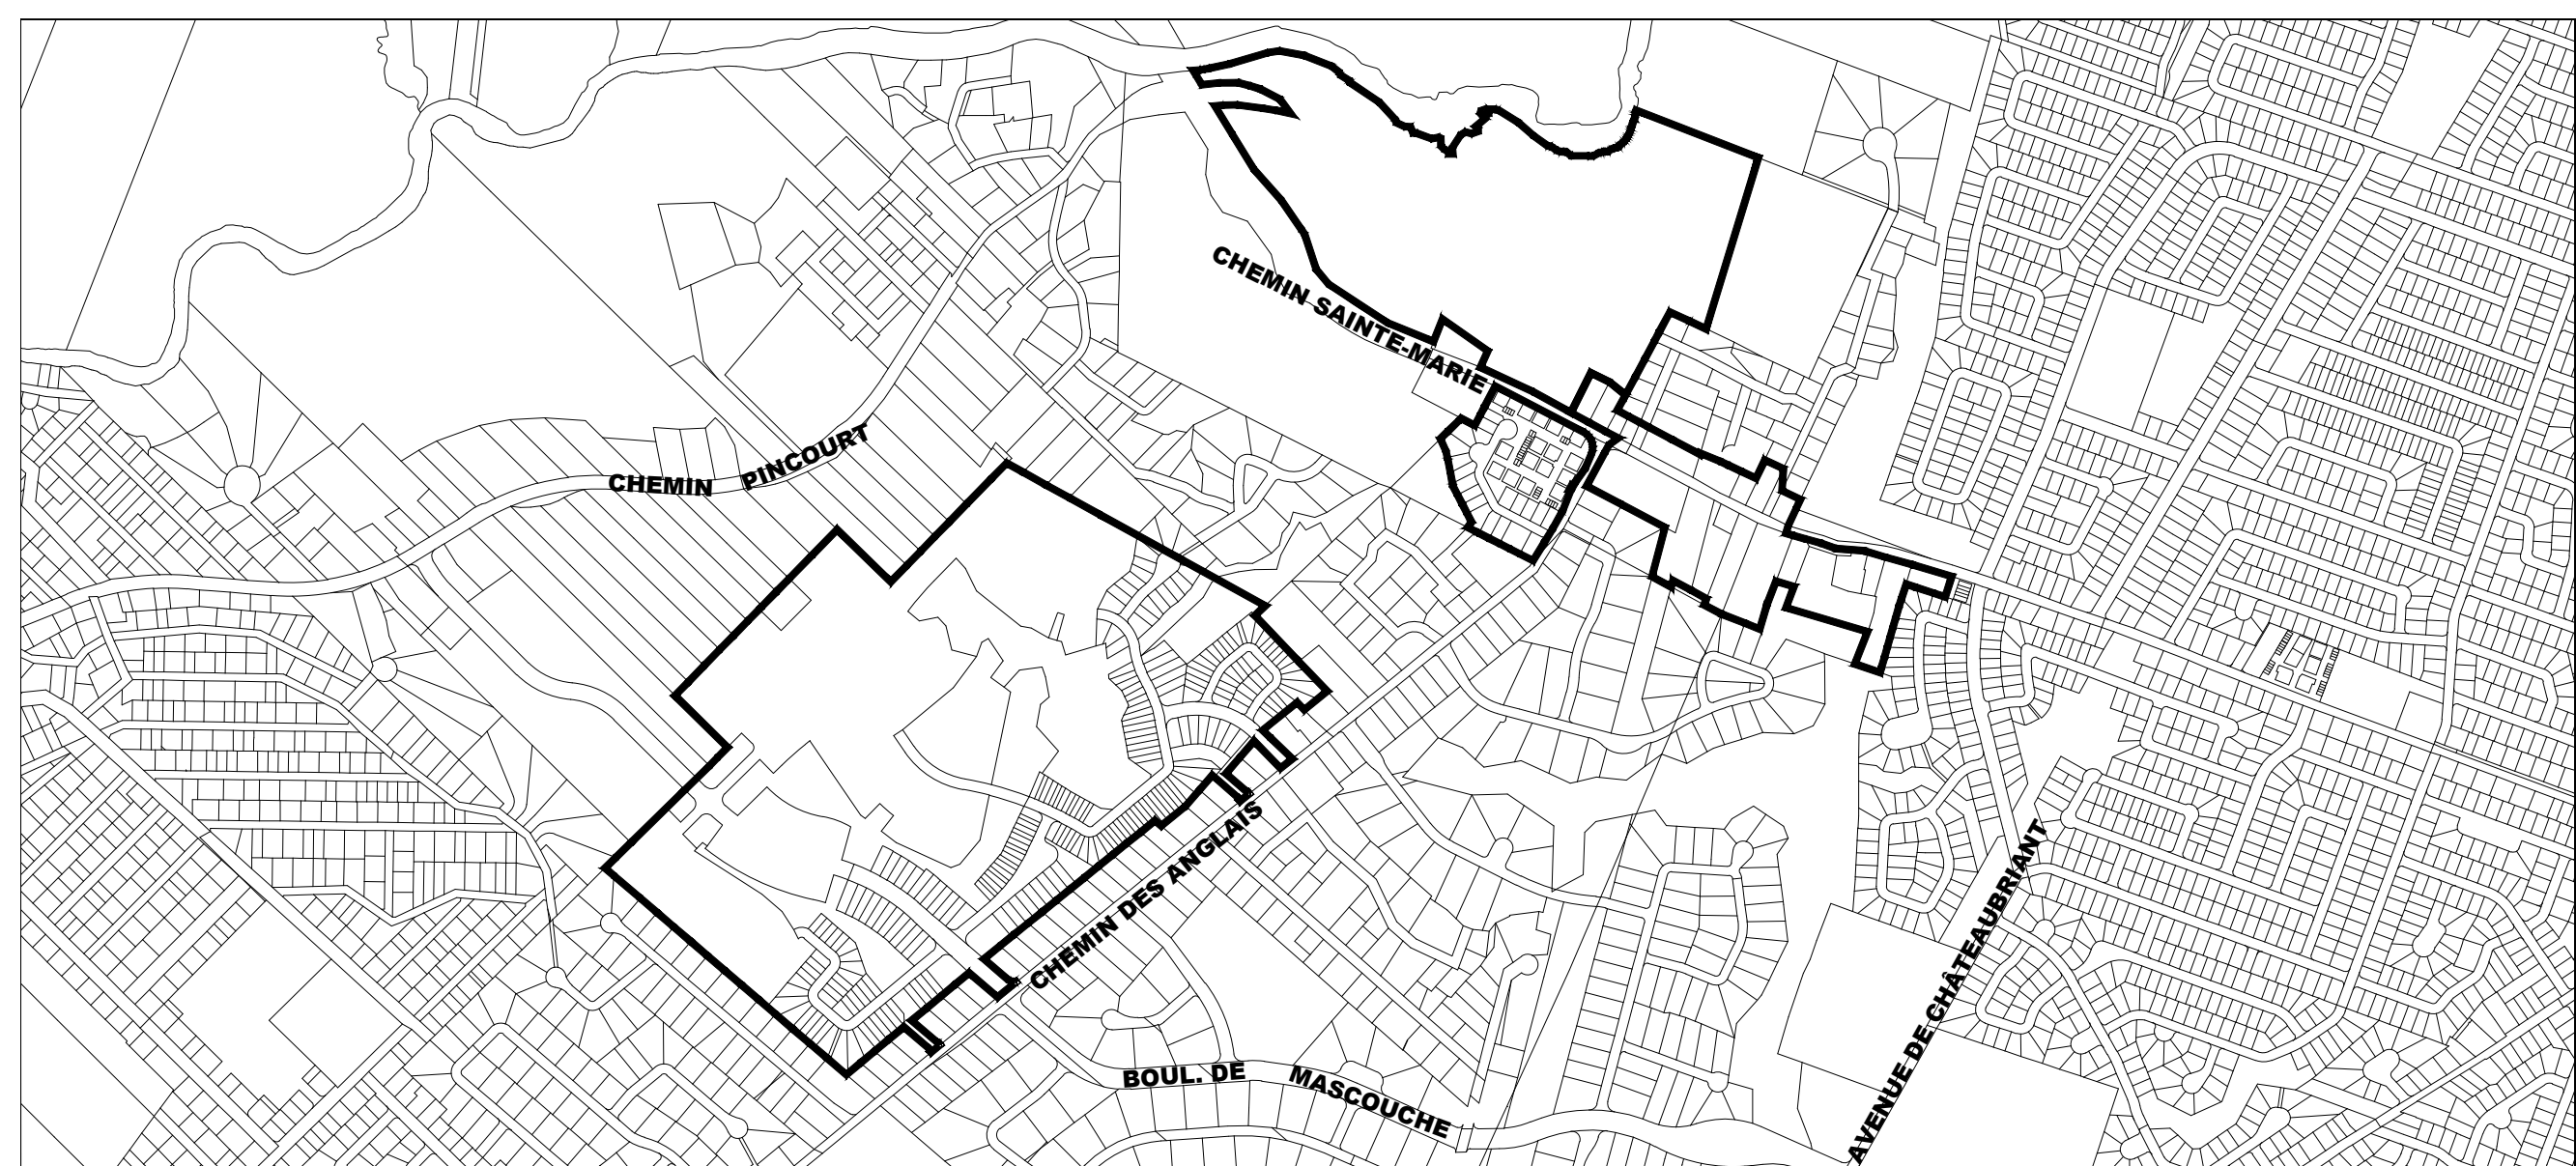 CHEMIN SAINTE-MARIE
CHEMIN PINCOURT
CHEMIN DES ANGLAIS
BOUL. DE MASCOUCHE
AVENUE DE CHÂTEAUBRIANT